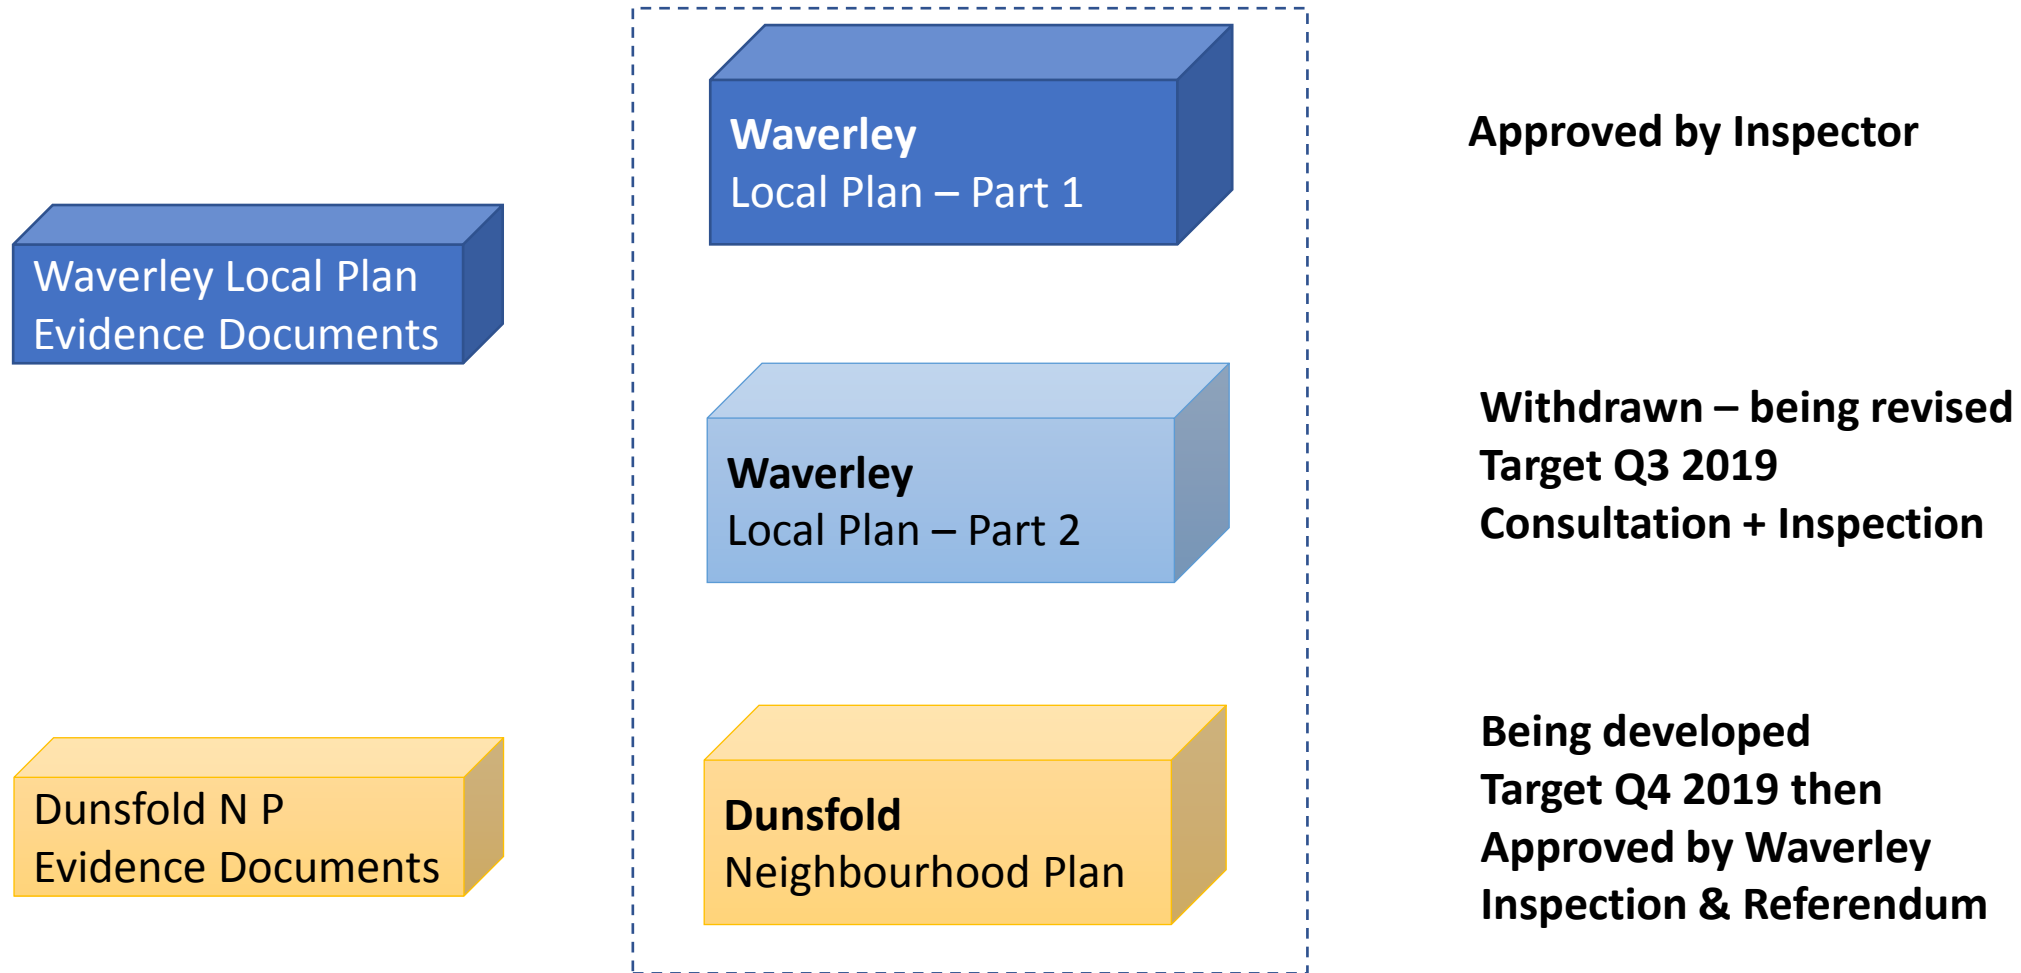 Waverley
Local Plan – Part 1
Approved by Inspector
Waverley Local Plan
Evidence Documents
Waverley
Local Plan – Part 2
Withdrawn – being revised
Target Q3 2019
Consultation + Inspection
Dunsfold N P
Evidence Documents
Dunsfold
Neighbourhood Plan
Being developed
Target Q4 2019 then
Approved by Waverley
Inspection & Referendum